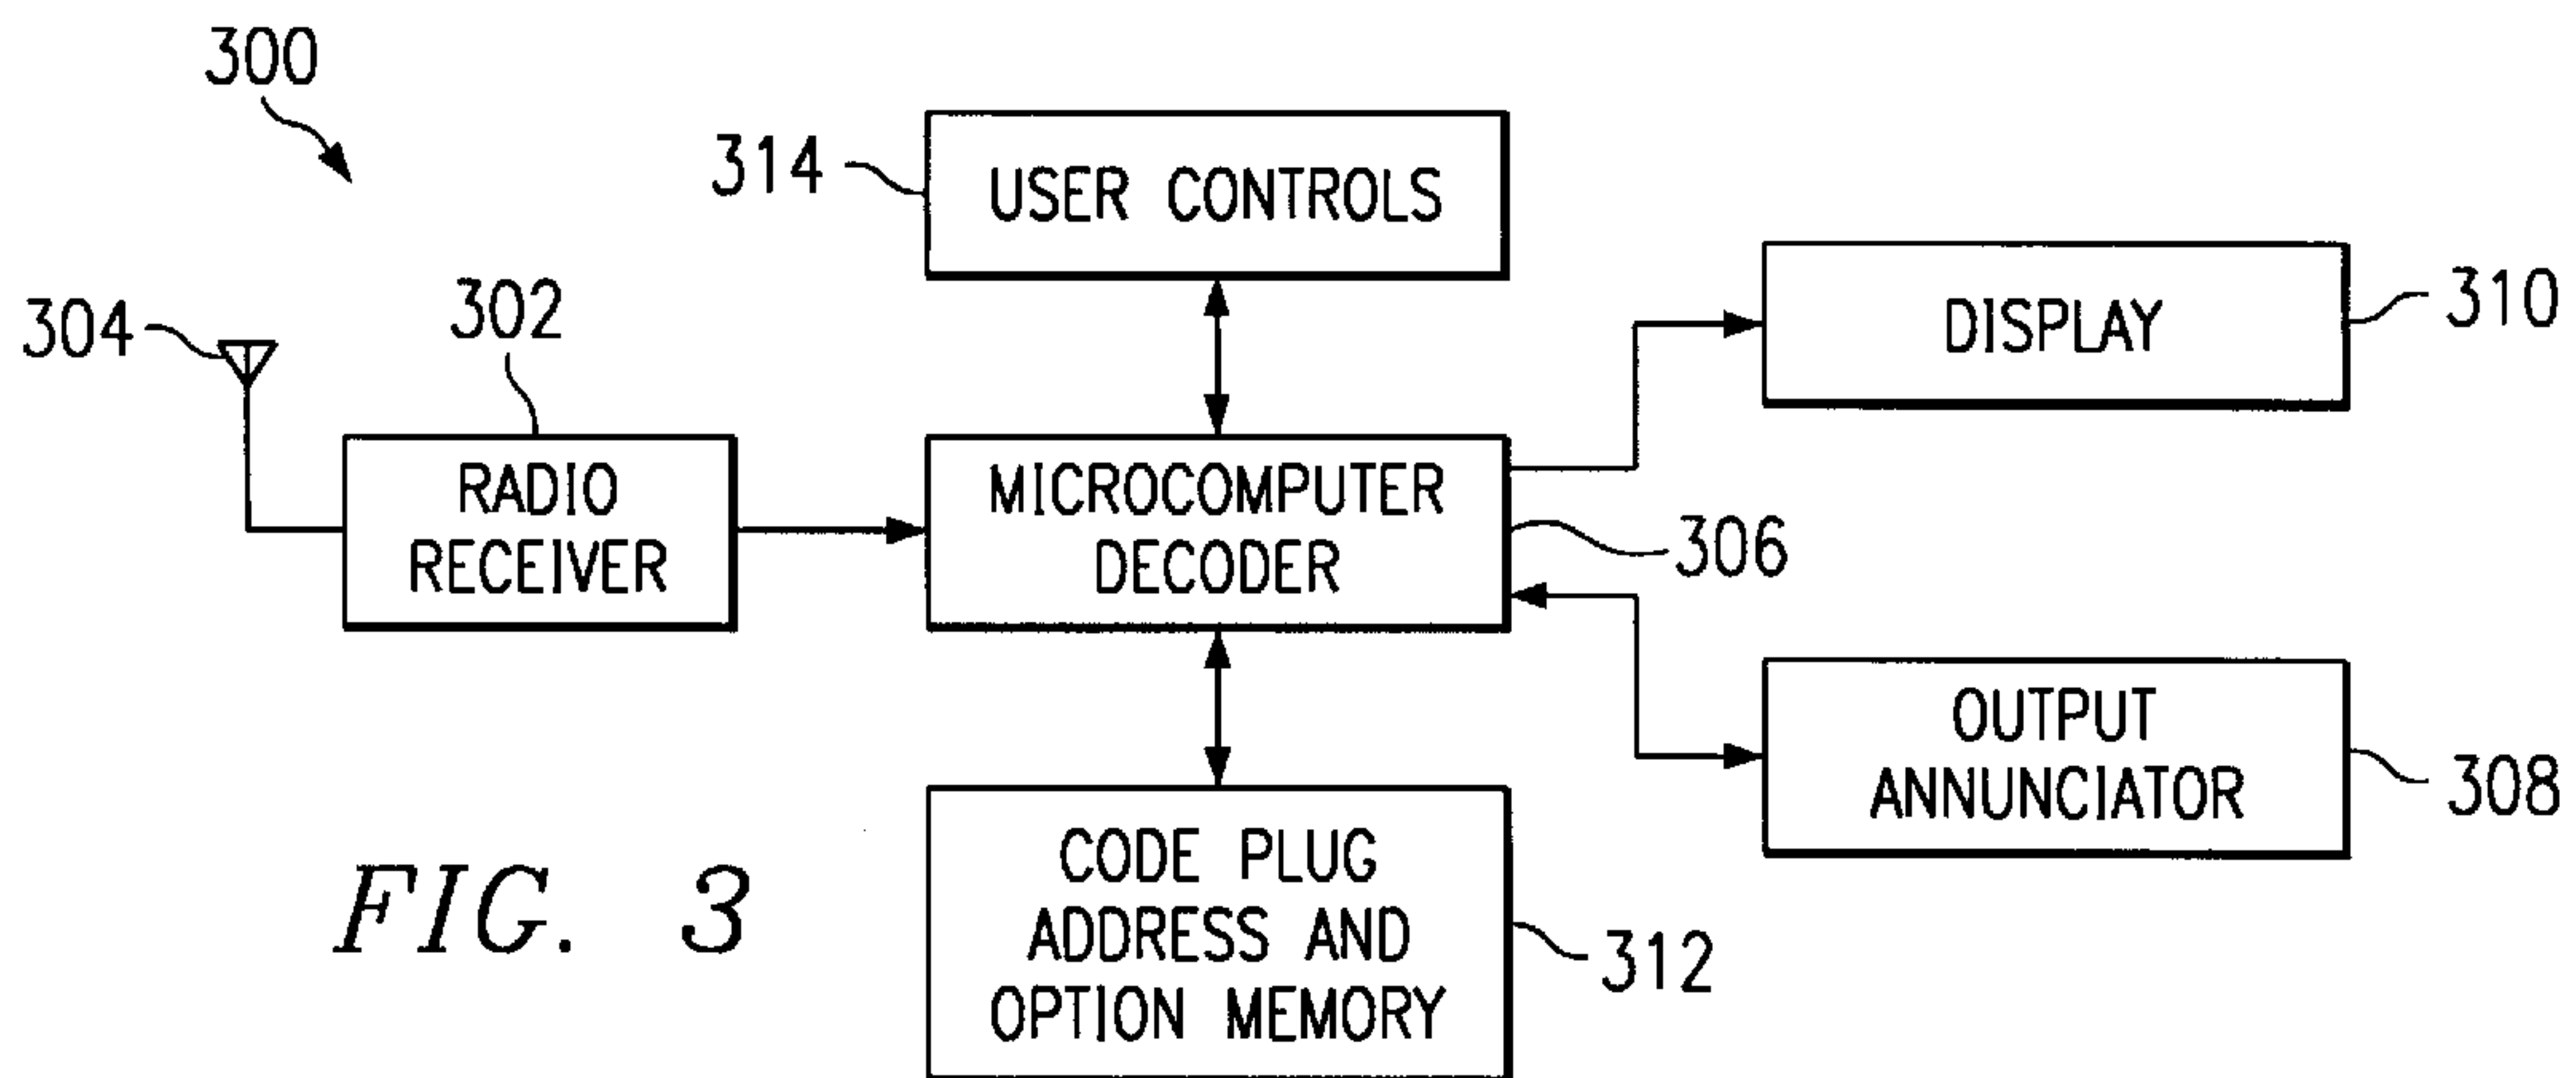 300
314
USER CONTROLS
304
302
310
DISPLAY
RADIO
RECEIVER
MICROCOMPUTER
DECODER
306
OUTPUT
ANNUNCIATOR
308
CODE PLUG
ADDRESS AND
OPTION MEMORY
312
FIG. 3